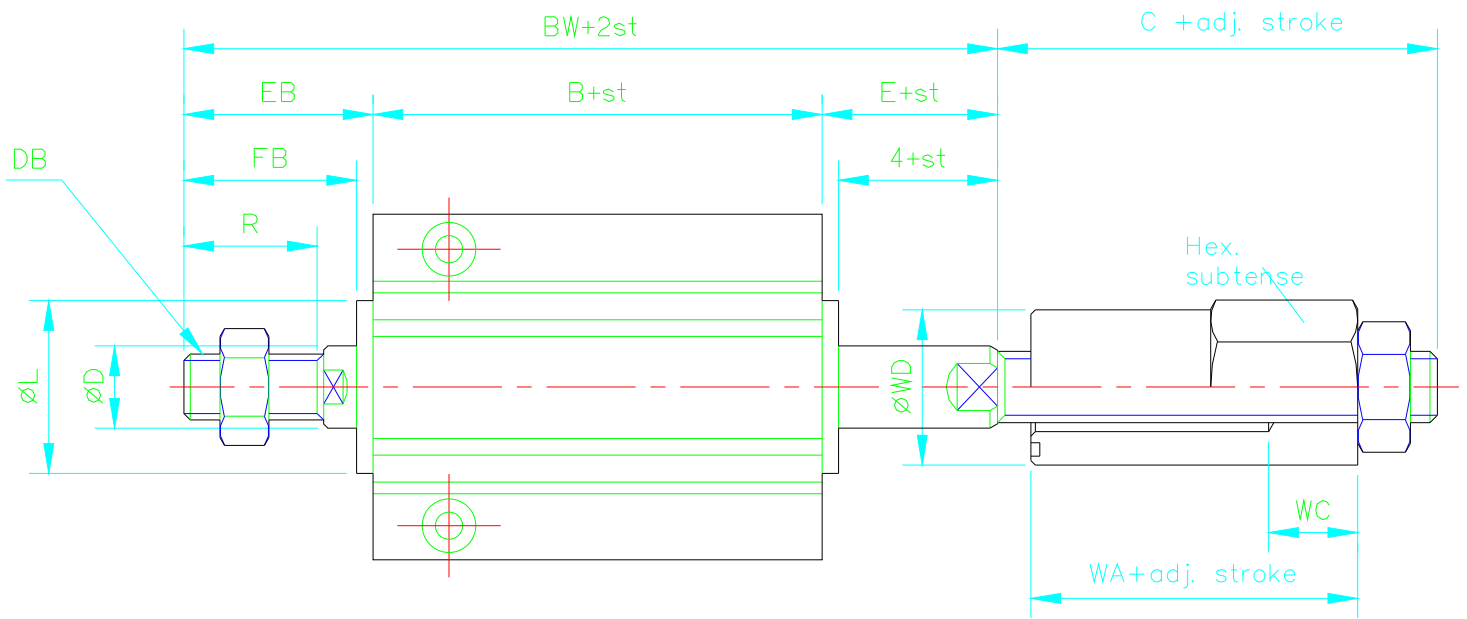 BW+2st
C +adj. stroke
EB
B+st
E+st
DB
FB
4+st
R
Hex.
subtense
øL
øD
øWD
WC
WA+adj. stroke